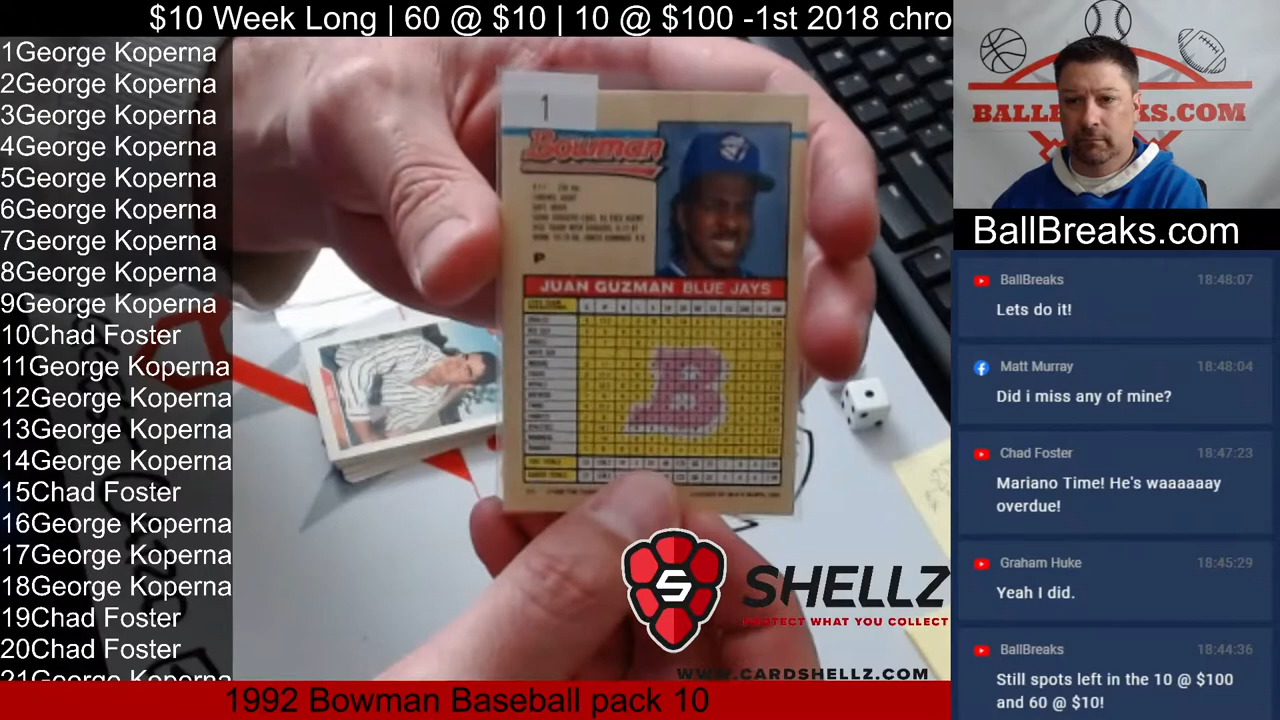 $10 Week Long | 60 @ $10 | 10 @ $100 -1st 2018 chro
1George Koperna
2George Koperna
3George Koperna
4George Koperna
5George Koperna
6George Koperna
7George Koperna
8George Koperna
9George Koperna
10Chad Foster
11George Koperna
12George Koperna
13George Koperna
14George Koperna
15Chad Foster
16George Koperna
17George Koperna
18George Koperna
19Chad Foster
20Chad Foster
21George Koperna
1
Bowman
P
JUAN GUZMAN BLUE JAYS
B
S SHELLZ
PROTECT WHAT YOU COLLECT
WWW.CARDSHELLZ.COM
1992 Bowman Baseball pack 10
BALLBREAKS.COM
BallBreaks.com
BallBreaks 18:48:07
Lets do it!
Matt Murray 18:48:04
Did i miss any of mine?
Chad Foster 18:47:23
Mariano Time! He's waaaaaay
overdue!
Graham Huke 18:45:29
Yeah I did.
BallBreaks 18:44:36
Still spots left in the 10 @ $100
and 60 @ $10!